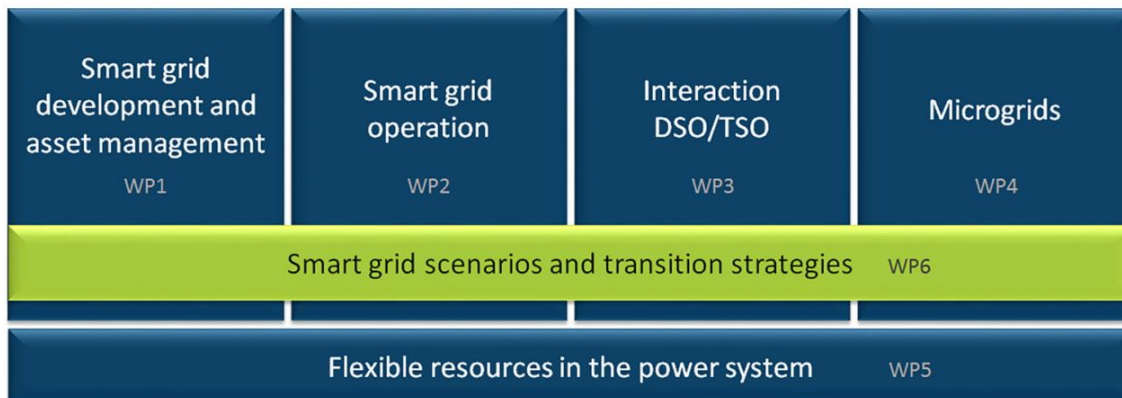 Smart grid
development and
asset management
WP1
Smart grid
operation
WP2
Interaction
DSO/TSO
WP3
Microgrids
WP4
Smart grid scenarios and transition strategies WP6
Flexible resources in the power system WP5